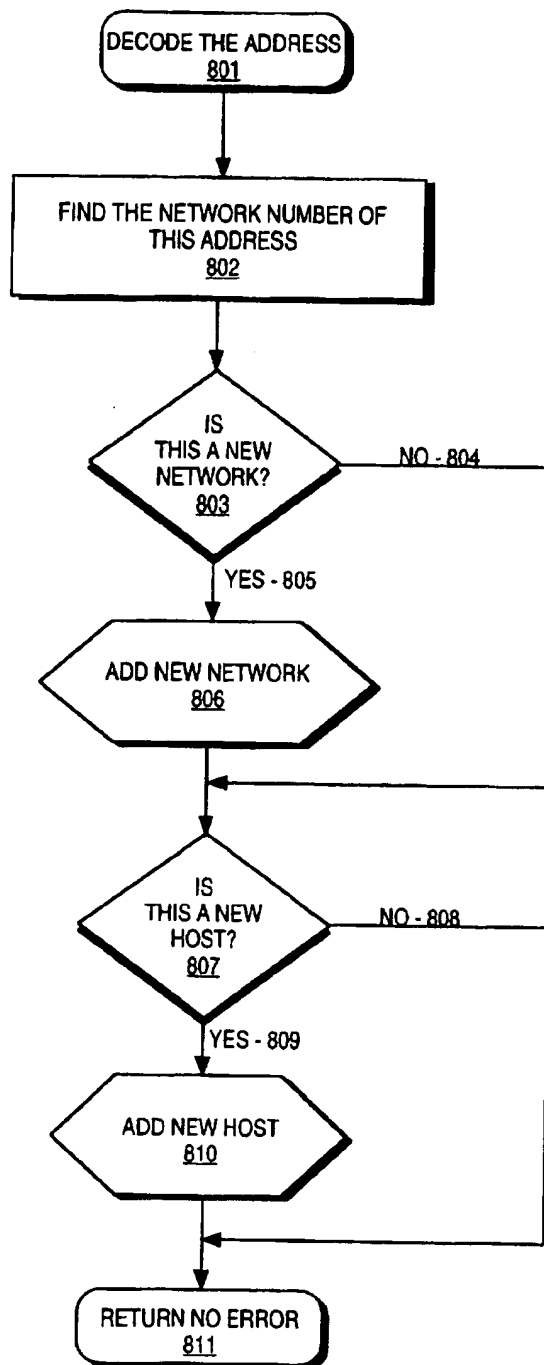 DECODE THE ADDRESS
801
FIND THE NETWORK NUMBER OF
THIS ADDRESS
802
IS
THIS A NEW
NETWORK?
803
NO - 804
YES - 805
ADD NEW NETWORK
806
IS
THIS A NEW
HOST?
807
NO - 808
YES - 809
ADD NEW HOST
810
RETURN NO ERROR
811